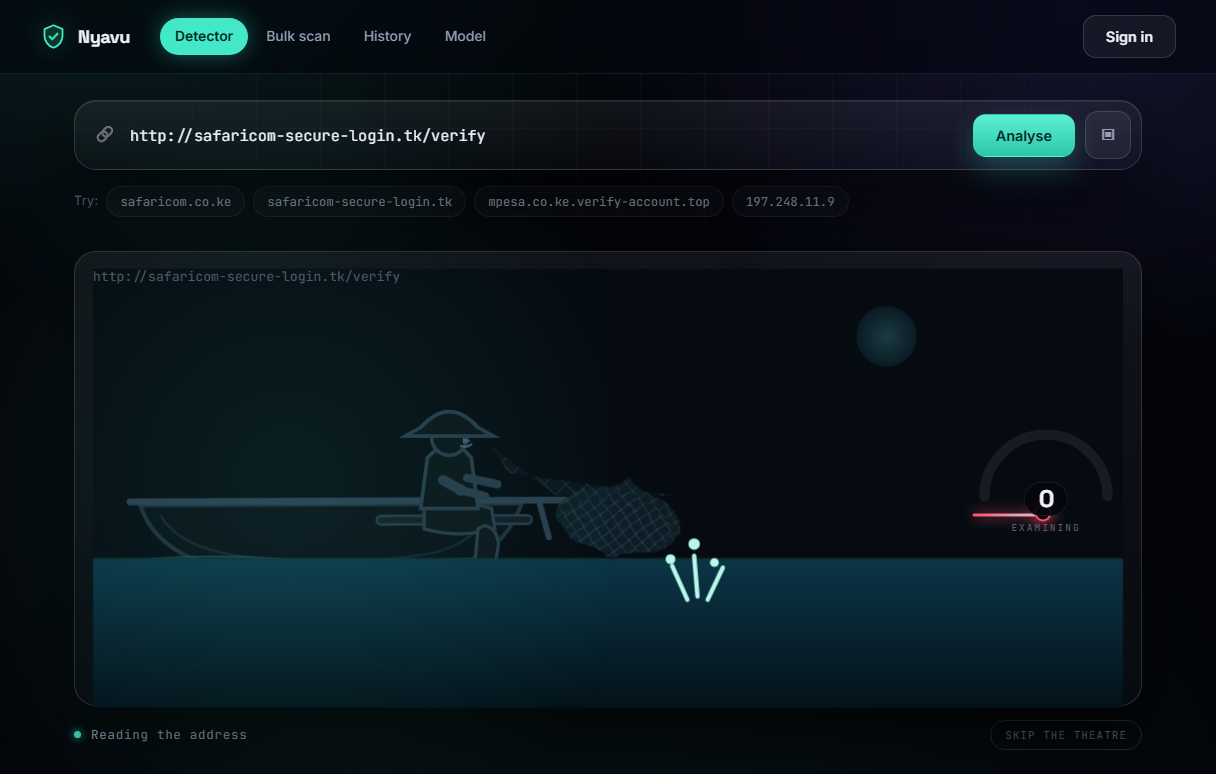 Nyavu
Detector
Bulk scan
History
Model
Sign in
http://safaricom-secure-login.tk/verify
Analyse
Try:
safaricom.co.ke
safaricom-secure-login.tk
mpesa.co.ke.verify-account.top
197.248.11.9
http://safaricom-secure-login.tk/verify
0
EXAMINING
Reading the address
SKIP THE THEATRE